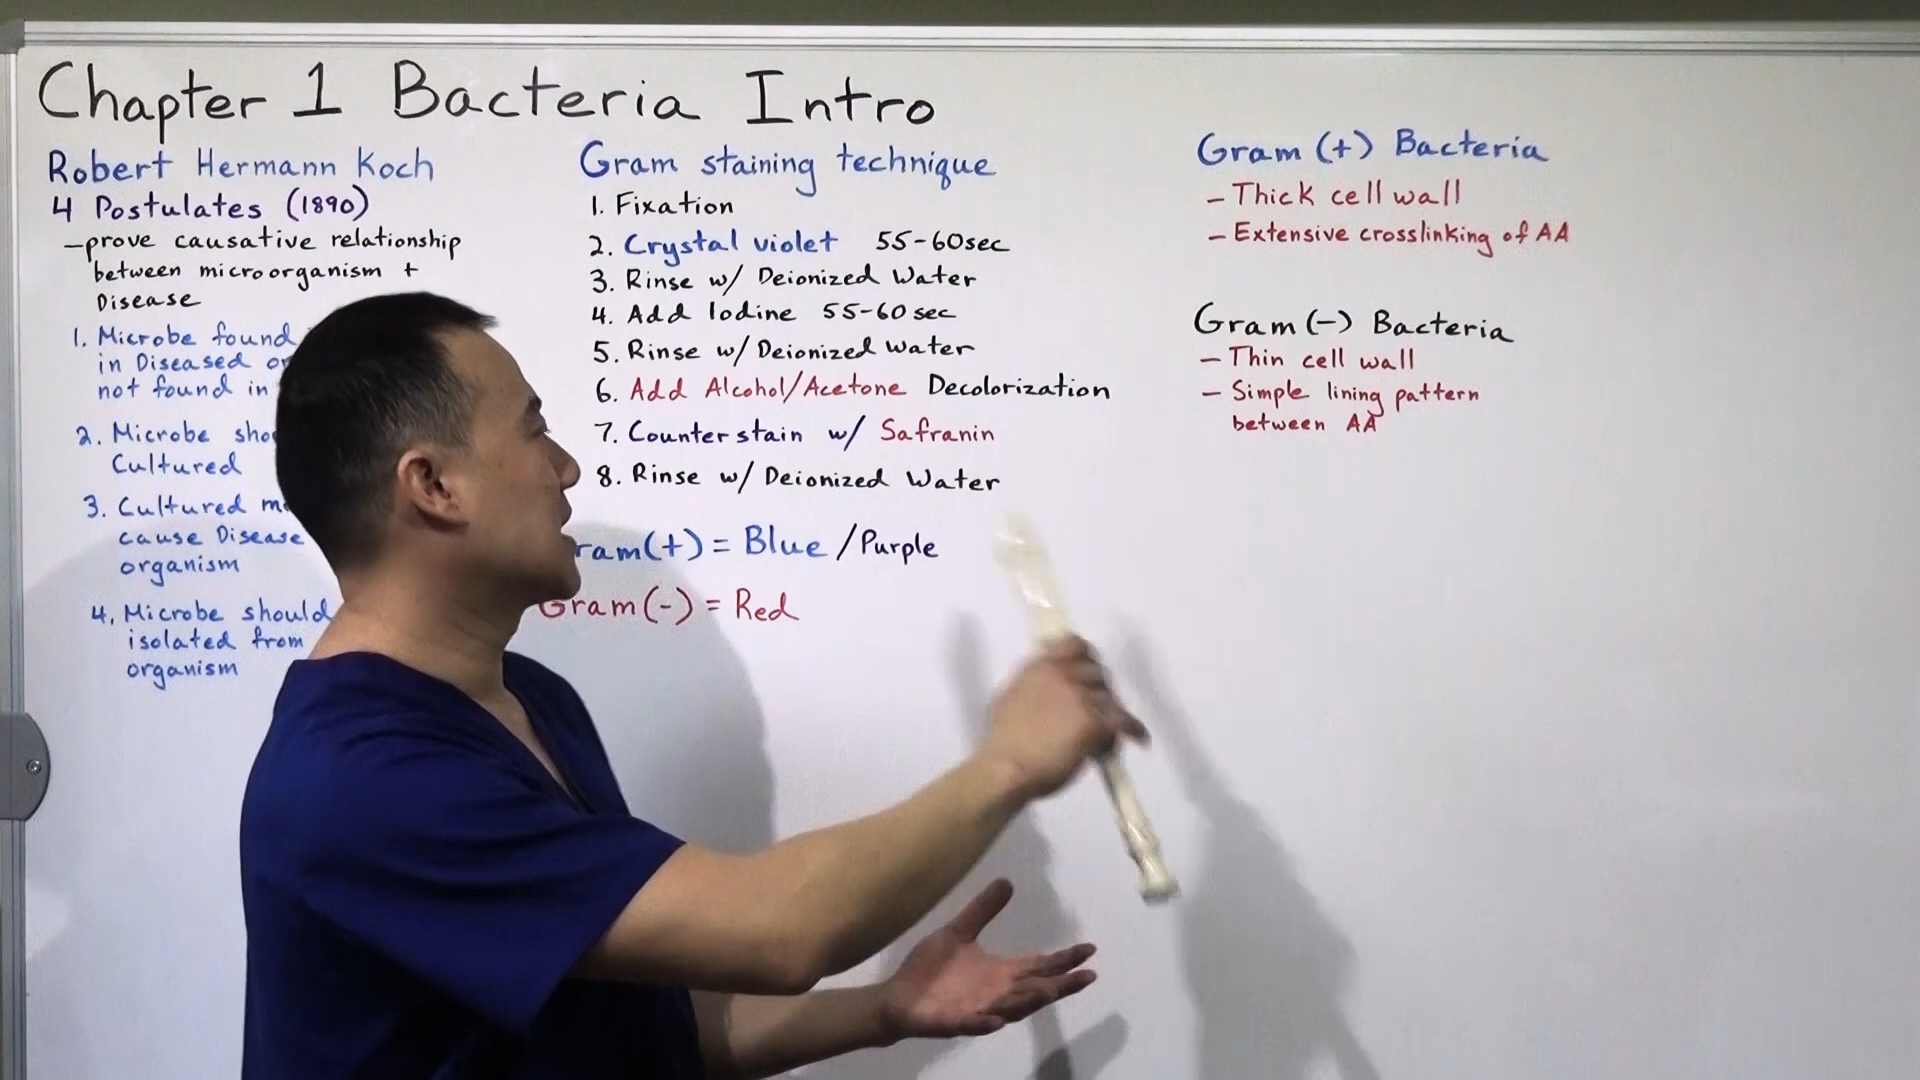 Chapter 1 Bacteria Intro
Robert Hermann Koch
4 Postulates (1890)
- prove causative relationship
between microorganism +
Disease
1. Microbe found
in Diseased
not found in
2. Microbe
Cultured
3. Cultured
cause Disease
organism
4. Microbe should
isolated from
organism
Gram staining technique
1. Fixation
2. Crystal violet 55-60sec
3. Rinse w/ Deionized Water
4. Add Iodine 55-60 sec
5. Rinse w/ Deionized Water
6. Add Alcohol/Acetone Decolorization
7. Counterstain w/ Safranin
8. Rinse w/ Deionized Water
ram(+) = Blue / Purple
Gram(-) = Red
Gram (+) Bacteria
- Thick cell wall
- Extensive crosslinking of AA
Gram (-) Bacteria
- Thin cell wall
- Simple lining pattern
between AA